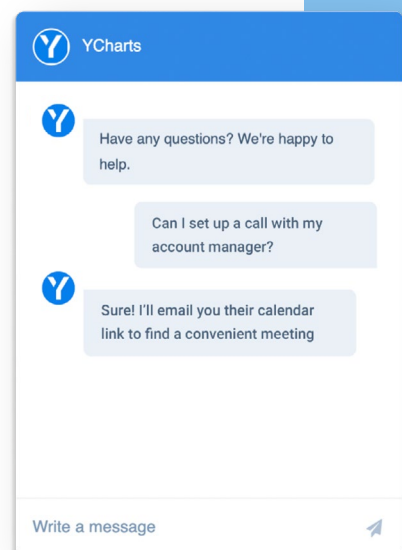 YCharts
Have any questions? We're happy to
help.
Can I set up a call with my
account manager?
Sure! I'll email you their calendar
link to find a convenient meeting
Write a message